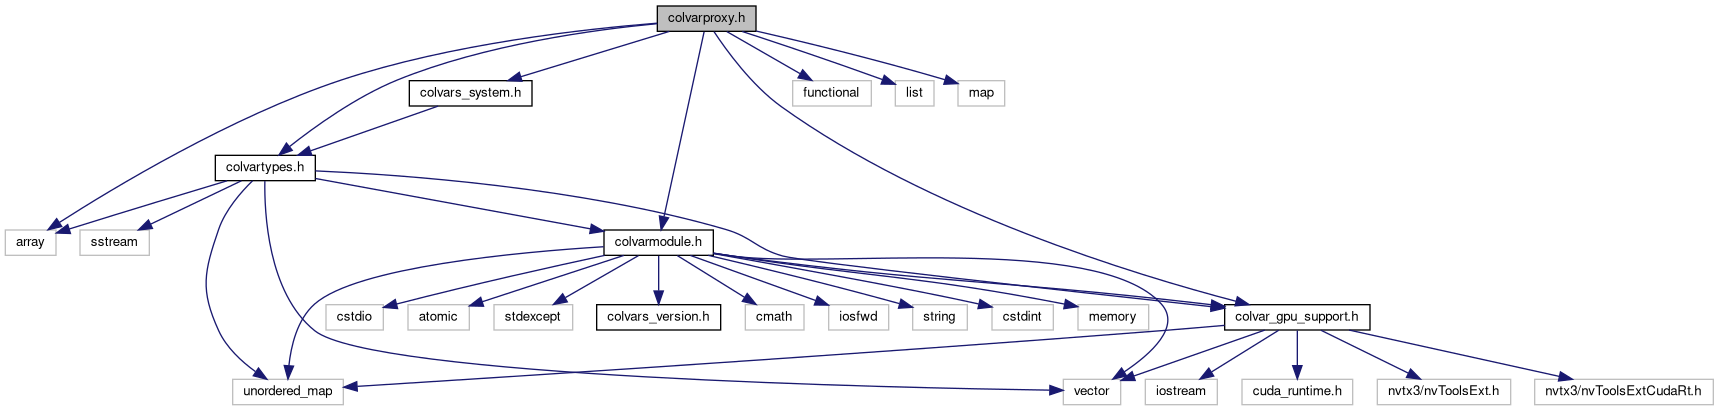 colvarproxy.h
colvars_system.h
functional
list
map
colvartypes.h
array
sstream
colvarmodule.h
cstdio
atomic
stdexcept
colvars_version.h
cmath
iosfwd
string
cstdint
memory
colvar_gpu_support.h
unordered_map
vector
iostream
cuda_runtime.h
nvtx3/nvToolsExt.h
nvtx3/nvToolsExtCudaRt.h